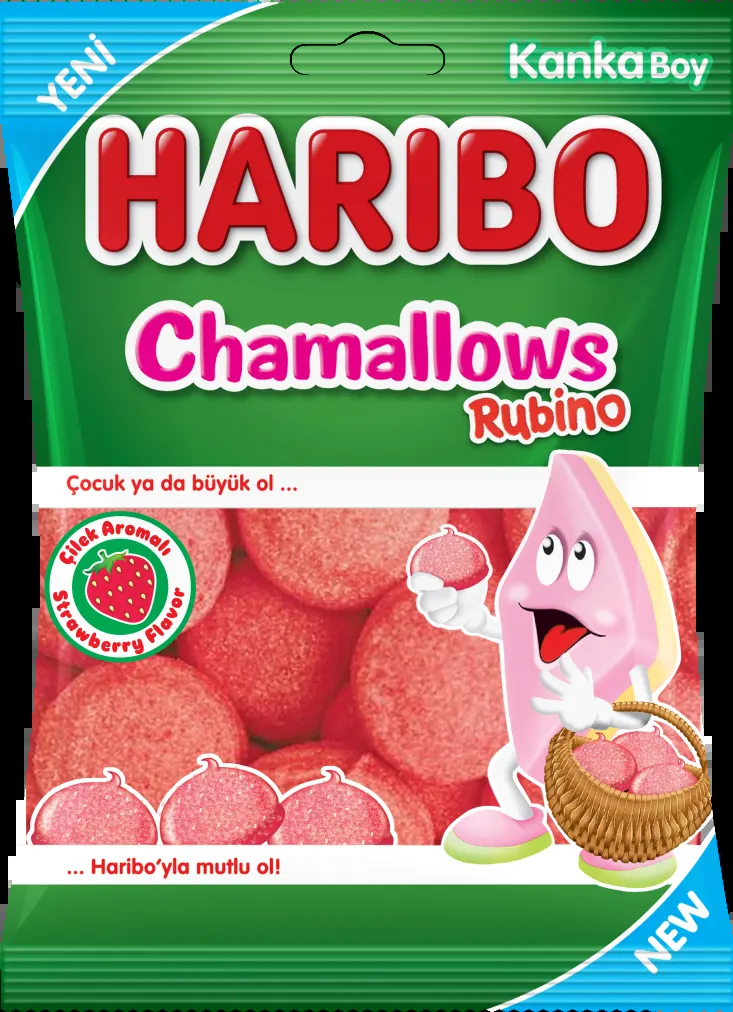 YENİ
Kanka Boy
HARIBO
Chamallows
Rubino
Çocuk ya da büyük ol ...
Çilek Aromalı
Strawberry Flavor
... Haribo'yla mutlu ol!
NEW